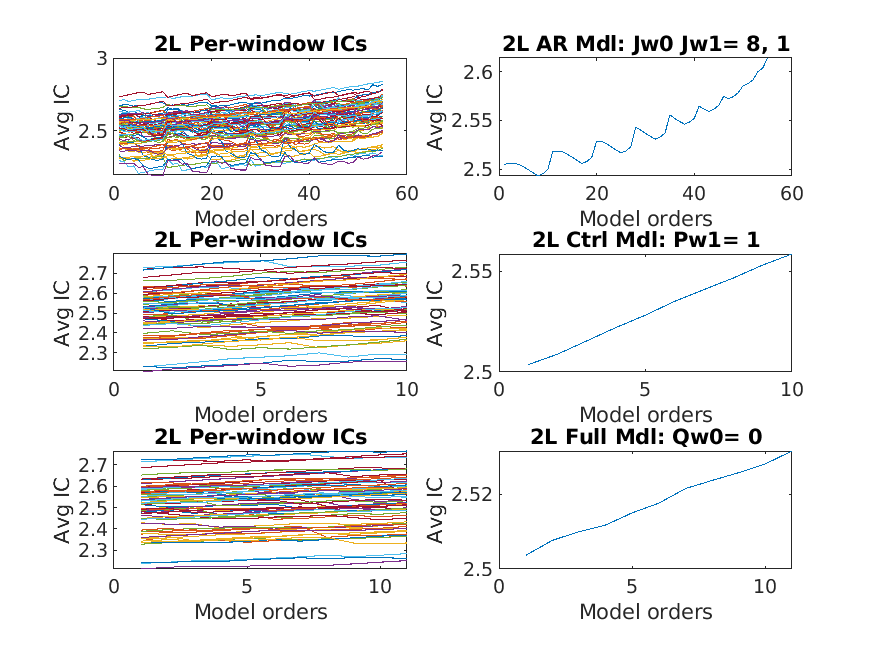 2L Per-window ICs
Avg IC
3
2.5
0
20
40
60
Model orders
2L AR Mdl: Jw0 Jw1= 8, 1
Avg IC
2.6
2.55
2.5
0
20
40
60
Model orders
2L Per-window ICs
Avg IC
2.7
2.6
2.5
2.4
2.3
0
5
10
Model orders
2L Ctrl Mdl: Pw1= 1
Avg IC
2.55
2.5
0
5
10
Model orders
2L Per-window ICs
Avg IC
2.7
2.6
2.5
2.4
2.3
0
5
10
Model orders
2L Full Mdl: Qw0= 0
Avg IC
2.52
2.5
0
5
10
Model orders